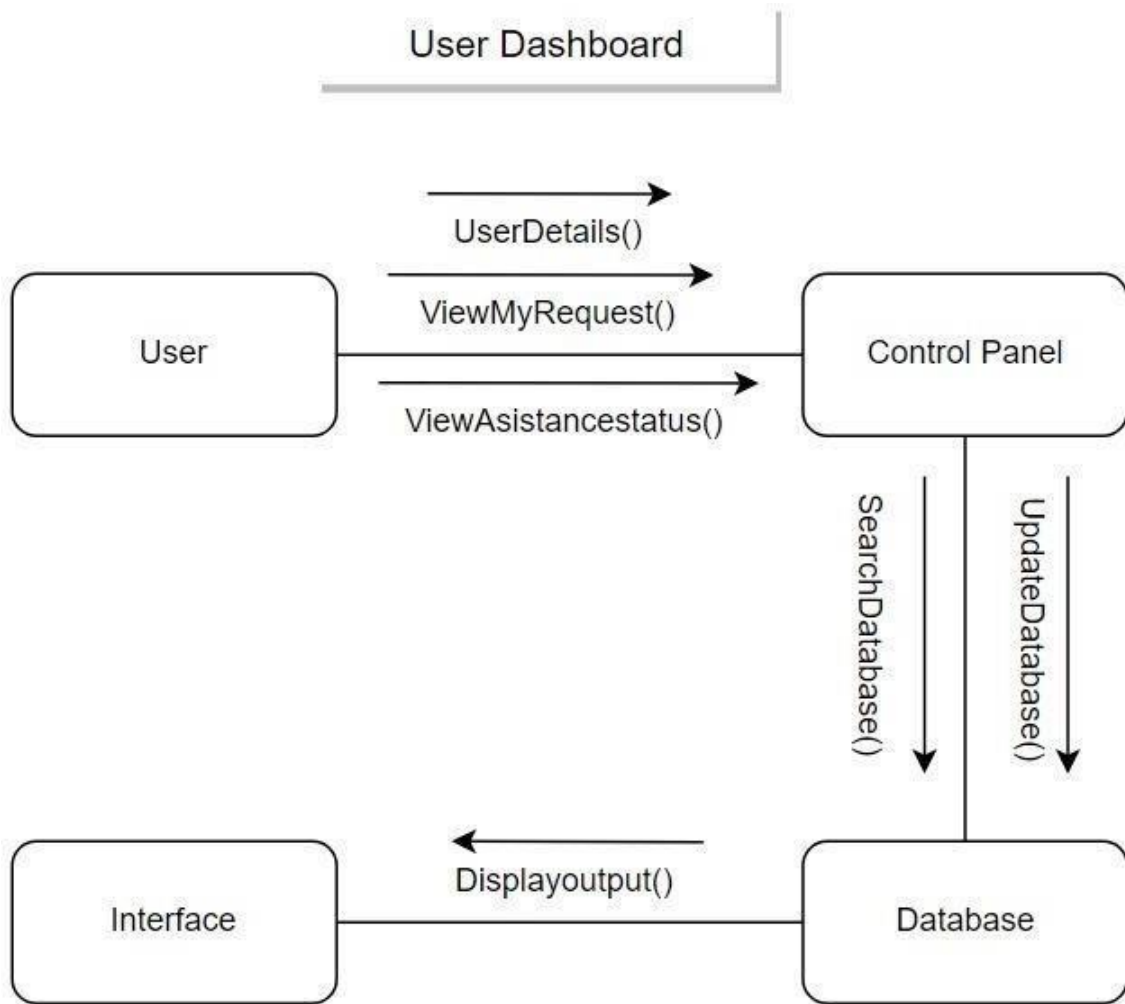 User Dashboard
UserDetails()
ViewMyRequest()
User
Control Panel
ViewAsistancestatus()
SearchDatabase()
UpdateDatabase()
Displayoutput()
Interface
Database